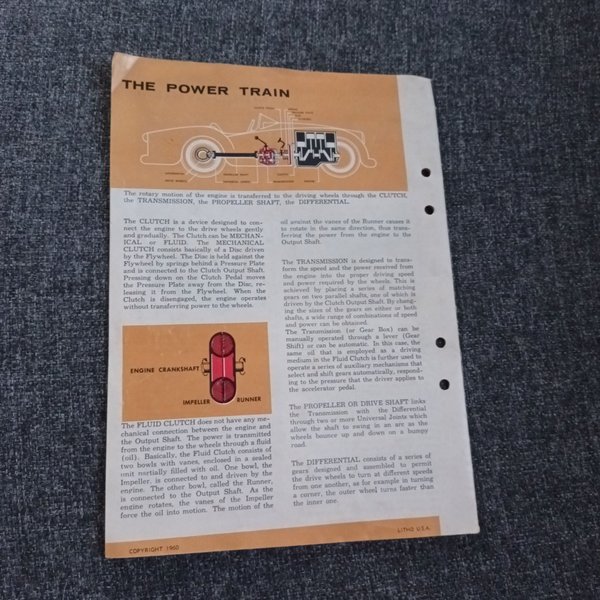 THE POWER TRAIN
The rotary motion of the engine is transferred to the driving wheels through the CLUTCH,
the TRANSMISSION, the PROPELLER SHAFT, the DIFFERENTIAL.
The CLUTCH is a device designed to con-
nect the engine to the drive wheels gently
and gradually. The Clutch can be MECHAN-
ICAL or FLUID. The MECHANICAL
CLUTCH consists basically of a Disc driven
by the Flywheel. The Disc is held against the
Flywheel by springs behind a Pressure Plate
and is connected to the Clutch Output Shaft.
Pressing down on the Clutch Pedal moves
the Pressure Plate away from the Disc, re-
leasing it from the Flywheel. When the
Clutch is disengaged, the engine operates
without transferring power to the wheels.
ENGINE CRANKSHAFT
IMPELLER RUNNER
The FLUID CLUTCH does not have any me-
chanical connection between the engine and
the Output Shaft. The power is transmitted
from the engine to the wheels through a fluid
(oil). Basically, the Fluid Clutch consists of
two bowls with vanes, enclosed in a sealed
unit partially filled with oil. One bowl, the
Impeller, is connected to and driven by the
engine. The other bowl, called the Runner,
is connected to the Output Shaft. As the
engine rotates, the vanes of the Impeller
force the oil into motion. The motion of the
oil against the vanes of the Runner causes it
to rotate in the same direction, thus trans-
ferring the power from the engine to the
Output Shaft.
The TRANSMISSION is designed to trans-
form the speed and the power received from
the engine into the proper driving speed
and power required by the wheels. This is
achieved by placing a series of matching
gears on two parallel shafts, one of which is
driven by the Clutch Output Shaft. By chang-
ing the sizes of the gears on either or both
shafts, a wide range of combinations of speed
and power can be obtained.
The Transmission (or Gear Box) can be
manually operated through a lever (Gear
Shift) or can be automatic. In this case, the
same oil that is employed as a driving
medium in the Fluid Clutch is further used to
operate a series of auxiliary mechanisms that
select and shift gears automatically, respond-
ing to the pressure that the driver applies to
the accelerator pedal.
The PROPELLER OR DRIVE SHAFT links
the Transmission with the Differential
through two or more Universal Joints which
allow the shaft to swing in an arc as the
wheels bounce up and down on a bumpy
road.
The DIFFERENTIAL consists of a series of
gears designed and assembled to permit
the drive wheels to turn at different speeds
from one another, as for example in turning
a corner, the outer wheel turns faster than
the inner one.
COPYRIGHT 1960
LITHO U.S.A.